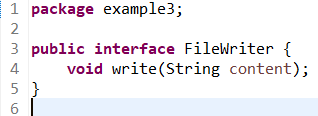 1 package example3;
2
3 public interface FileWriter {
4     void write(String content);
5 }
6